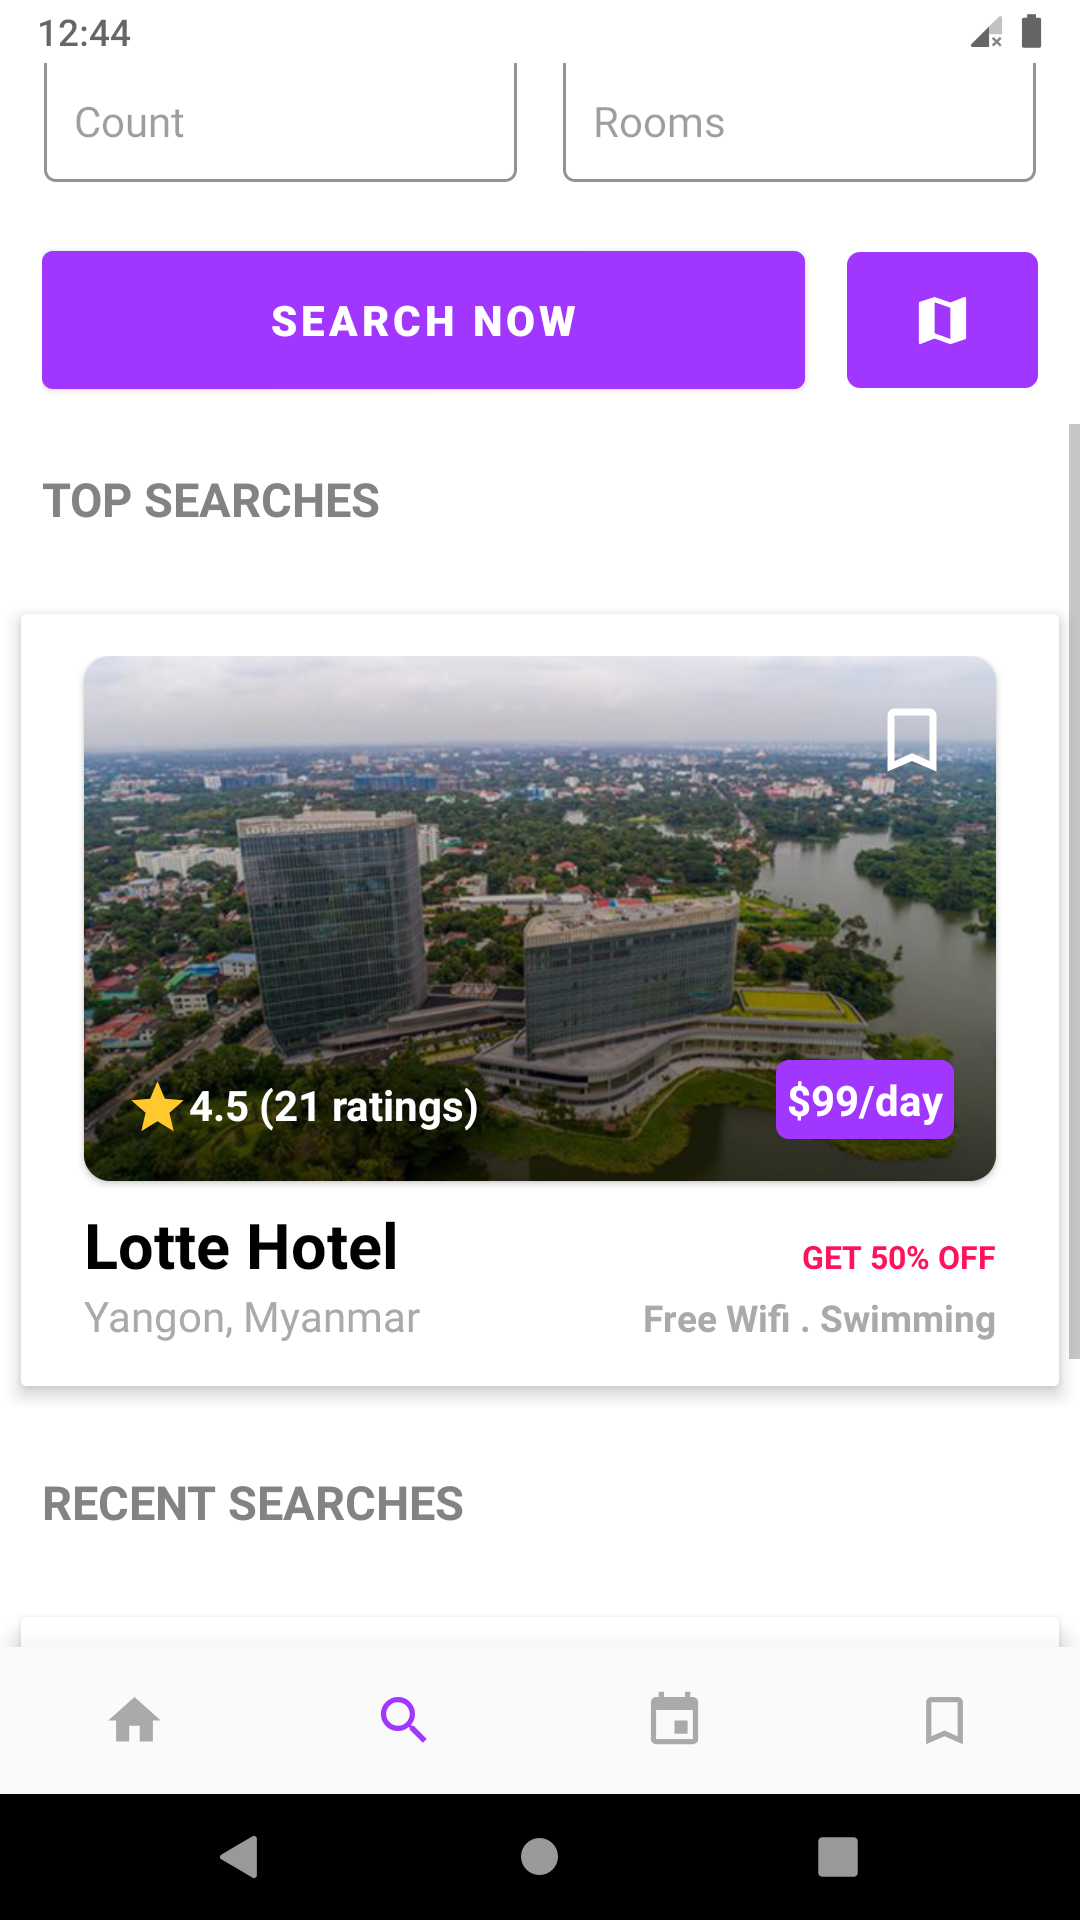 12:44
Count
Rooms
SEARCH NOW
TOP SEARCHES
4.5 (21 ratings)
$99/day
Lotte Hotel
GET 50% OFF
Yangon, Myanmar
Free Wifi . Swimming
RECENT SEARCHES